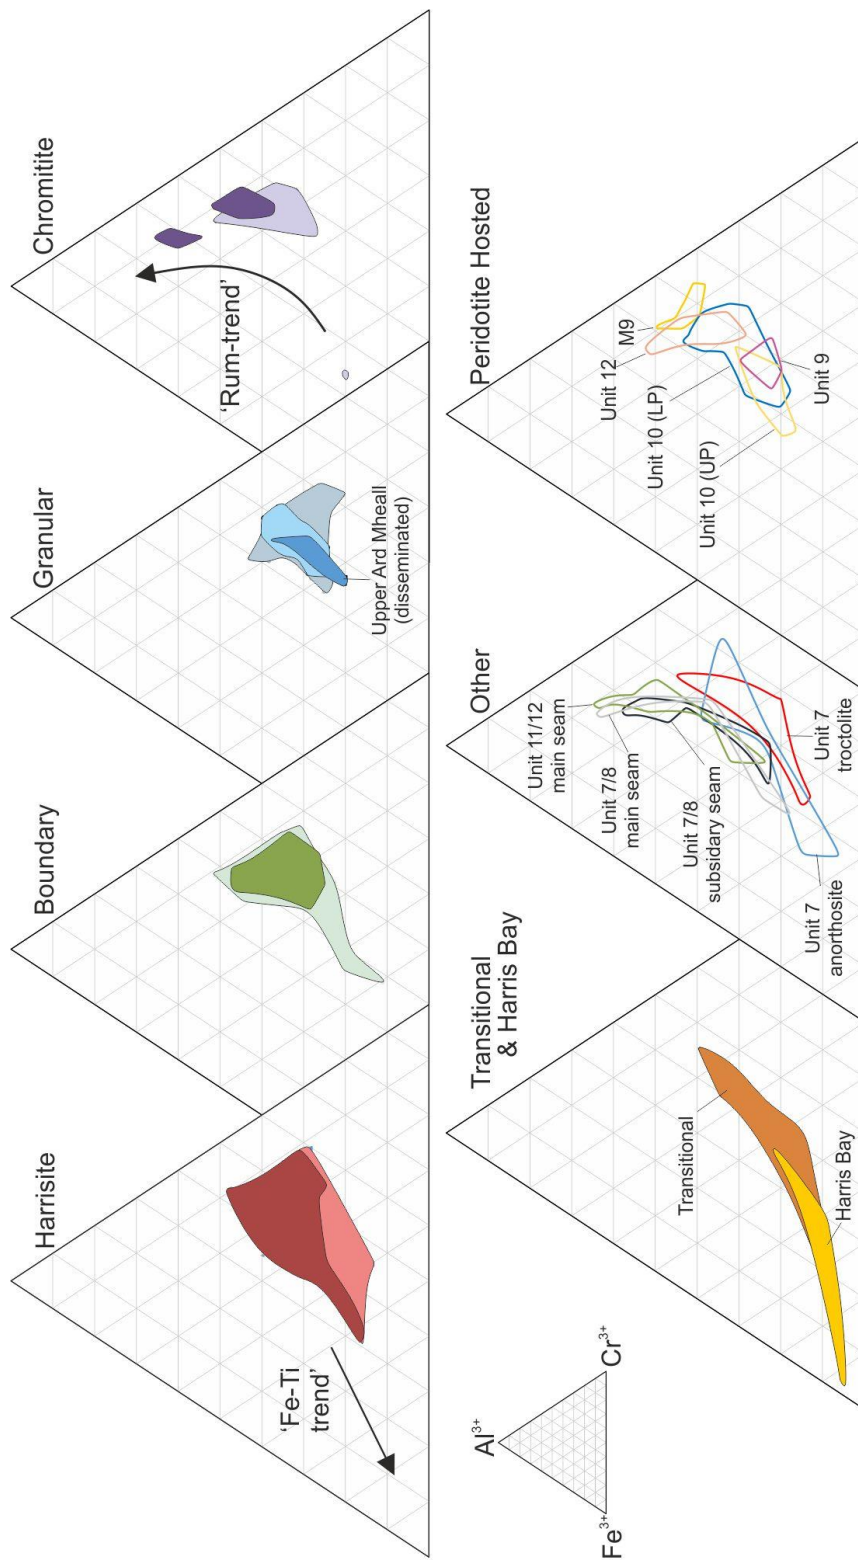 Harrisite
Boundary
Granular
Chromitite
'Fe-Ti
trend'
Upper Ard Mheall
(disseminated)
'Rum-trend'
Al³⁺
Fe³⁺
Cr³⁺
Transitional
& Harris Bay
Transitional
Harris Bay
Other
Unit 11/12
main seam
Unit 7/8
main seam
Unit 7/8
subsidary seam
Unit 7
anorthosite
Unit 7
troctolite
Peridotite Hosted
M9
Unit 12
Unit 10 (LP)
Unit 10 (UP)
Unit 9